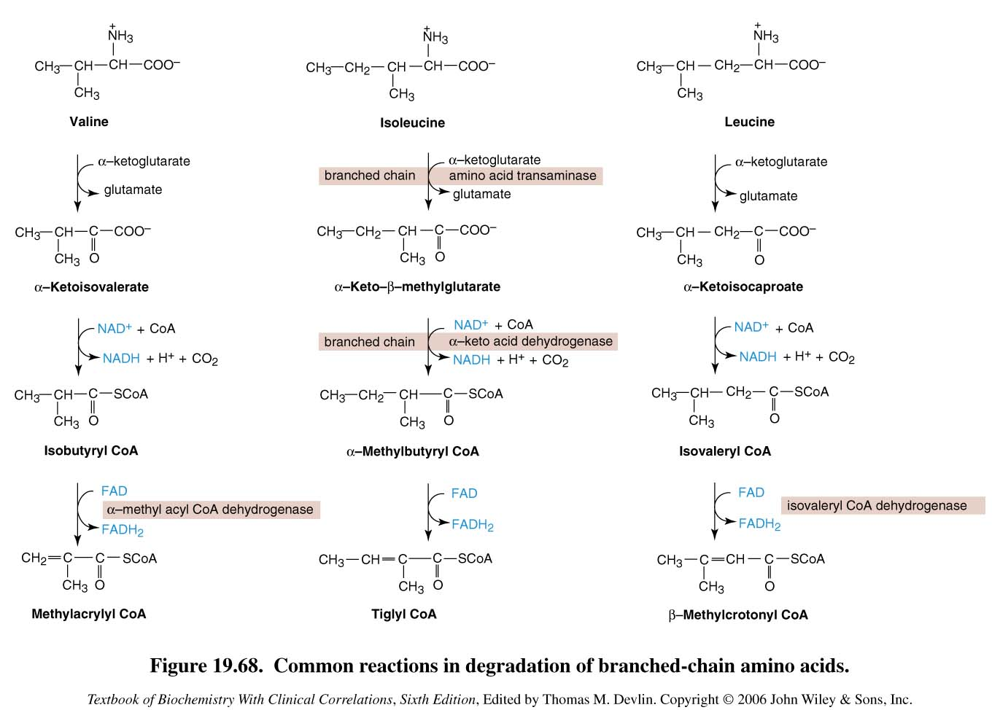 + + +
NH3 NH3 NH3
CH3—CH—CH—COO− CH3—CH2—CH—CH—COO− CH3—CH—CH2—CH—COO−
CH3 CH3 CH3
Valine Isoleucine Leucine
α–ketoglutarate α–ketoglutarate α–ketoglutarate
branched chain amino acid transaminase
glutamate glutamate glutamate
CH3—CH—C—COO− CH3—CH2—CH—C—COO− CH3—CH—CH2—C—COO−
CH3 O CH3 O CH3 O
α–Ketoisovalerate α–Keto–β–methylglutarate α–Ketoisocaproate
NAD+ + CoA NAD+ + CoA NAD+ + CoA
branched chain α–keto acid dehydrogenase
NADH + H+ + CO2 NADH + H+ + CO2 NADH + H+ + CO2
CH3—CH—C—SCoA CH3—CH2—CH—C—SCoA CH3—CH—CH2—C—SCoA
CH3 O CH3 O CH3 O
Isobutyryl CoA α–Methylbutyryl CoA Isovaleryl CoA
FAD FAD FAD
α–methyl acyl CoA dehydrogenase isovaleryl CoA dehydrogenase
FADH2 FADH2 FADH2
CH2=C—C—SCoA CH3—CH=C—C—SCoA CH3—C=CH—C—SCoA
CH3 O CH3 O CH3 O
Methylacrylyl CoA Tiglyl CoA β–Methylcrotonyl CoA
Figure 19.68. Common reactions in degradation of branched-chain amino acids.
Textbook of Biochemistry With Clinical Correlations, Sixth Edition, Edited by Thomas M. Devlin. Copyright © 2006 John Wiley & Sons, Inc.